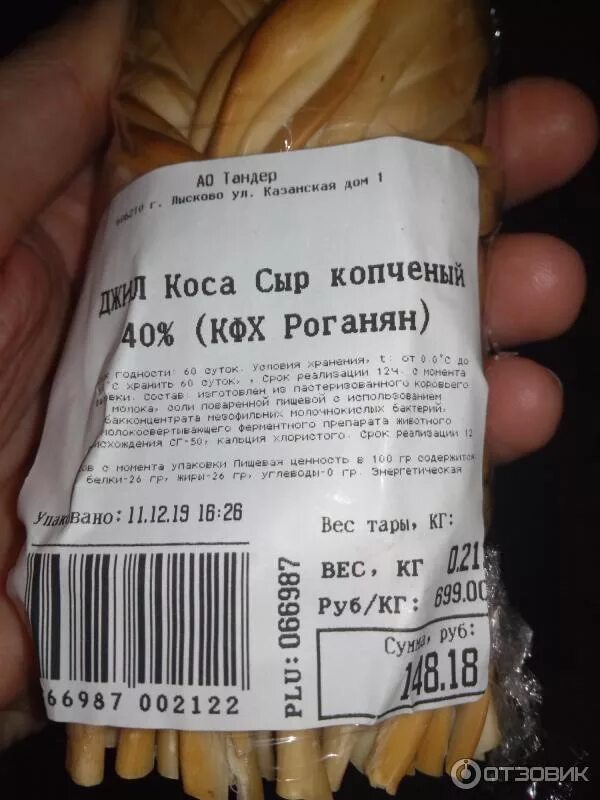 АО Тандер
606210 г. Лысково ул. Казанская дом 1
ДЖИЛ Коса Сыр копченый
40% (КФХ Роганян)
годности: 60 суток. Условия хранения, t: от 0.0°C до
°C хранить 60 суток, , Срок реализации 12ч. с момента
Состав: изготовлен из пастеризованного коровьего
молока, соли поваренной пищевой с использованием
бакконцентрата мезофильных молочнокислых бактерий,
молокосвертывающего ферментного препарата животного
происхождения СГ-50, кальция хлористого. Срок реализации 12
с момента упаковки Пищевая ценность в 100 гр содержится
белки-26 гр, жиры-26 гр, углеводы-0 гр. Энергетическая
Упаковано: 11.12.19 16:26
Вес тары, КГ:
ВЕС, КГ 0.21
Руб/КГ: 699.00
Сумма, руб:
148.18
PLU: 066987
66987 002122
ОТЗОВИК